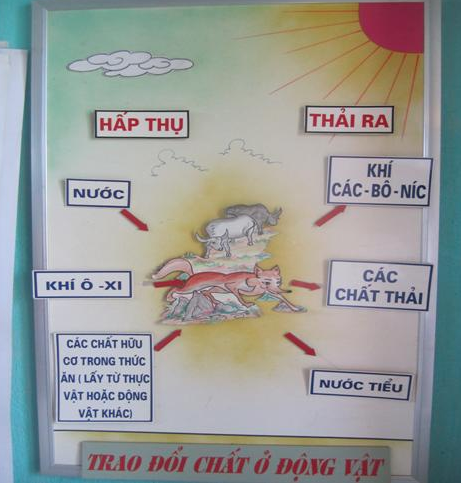 HẤP THỤ
THẢI RA
NƯỚC
KHÍ
CÁC-BÔ-NÍC
KHÍ Ô-XI
CÁC
CHẤT THẢI
CÁC CHẤT HỮU
CƠ TRONG THỨC
ĂN ( LẤY TỪ THỰC
VẬT HOẶC ĐỘNG
VẬT KHÁC)
NƯỚC TIỂU
TRAO ĐỔI CHẤT Ở ĐỘNG VẬT